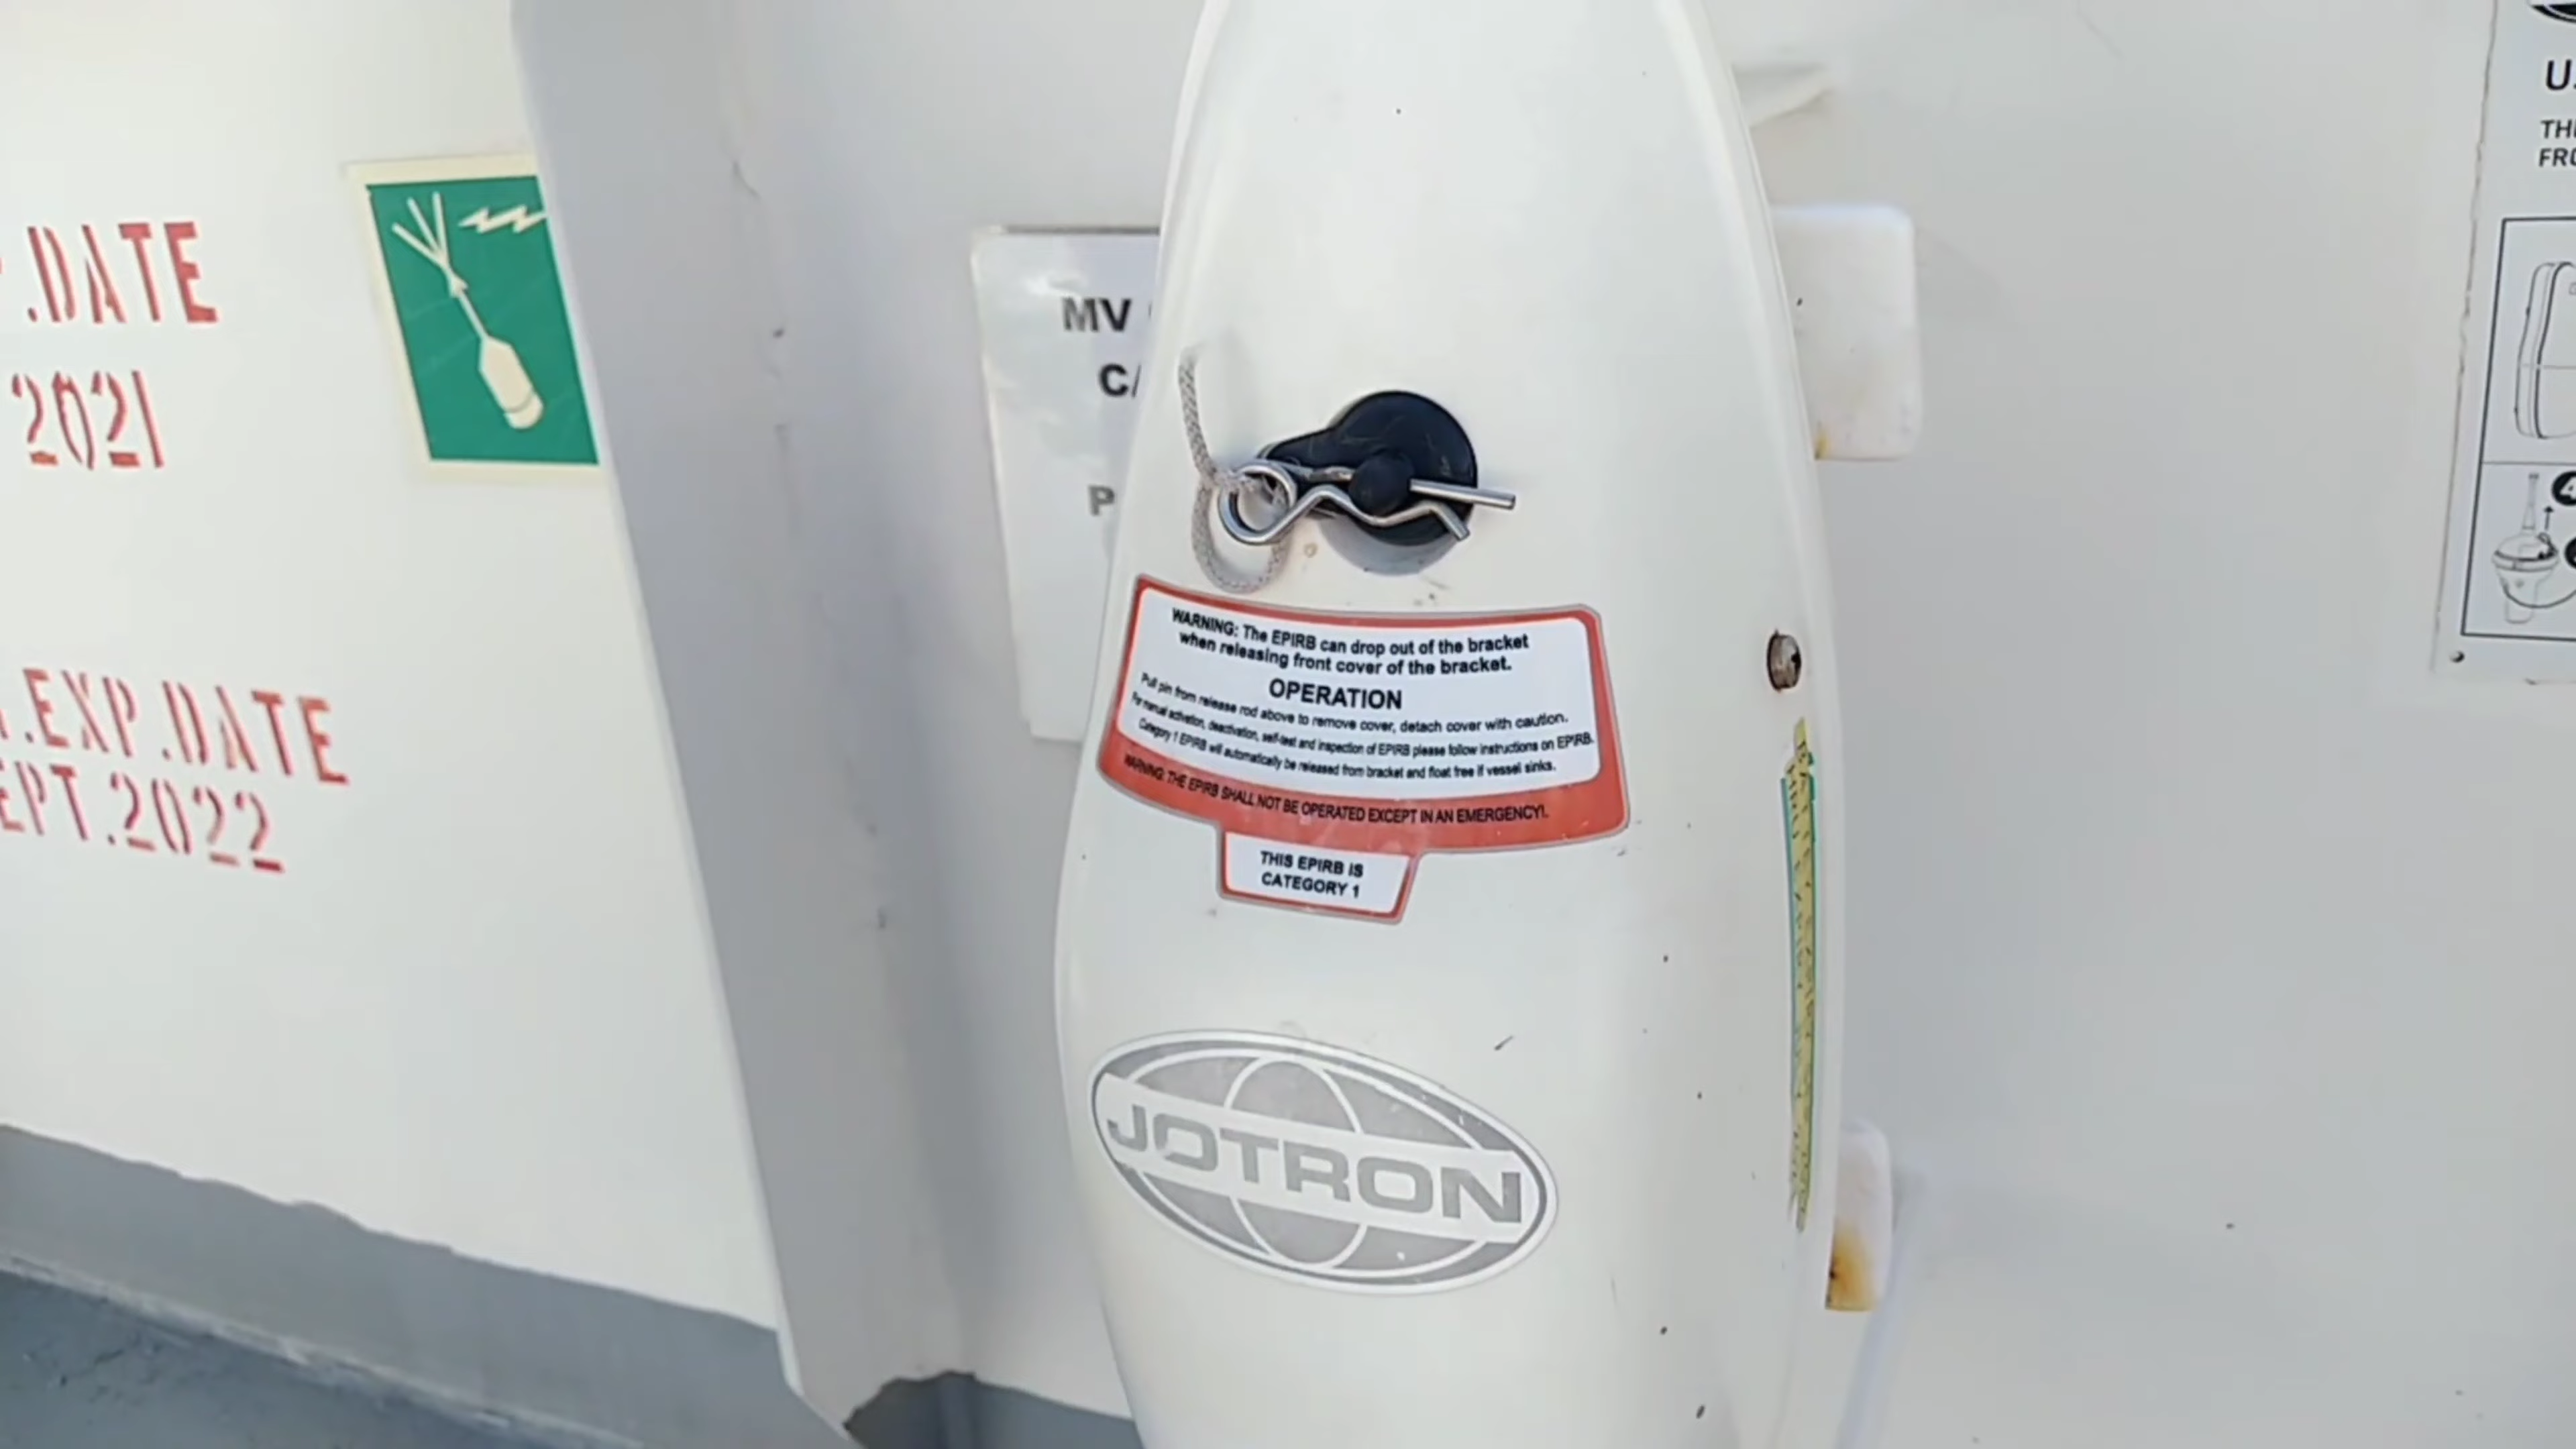 .DATE
2021
.EXP.DATE
EPT.2022
MV
P
WARNING: The EPIRB can drop out of the bracket
when releasing front cover of the bracket.
OPERATION
Pull pin from release rod above to remove cover, detach cover with caution.
For manual activation, deactivation, self-test and inspection of EPIRB please follow instructions on EPIRB.
Category 1 EPIRB will automatically be released from bracket and float free if vessel sinks.
WARNING: THE EPIRB SHALL NOT BE OPERATED EXCEPT IN AN EMERGENCY!.
THIS EPIRB IS
CATEGORY 1
JOTRON
U.
TH
FRO
4